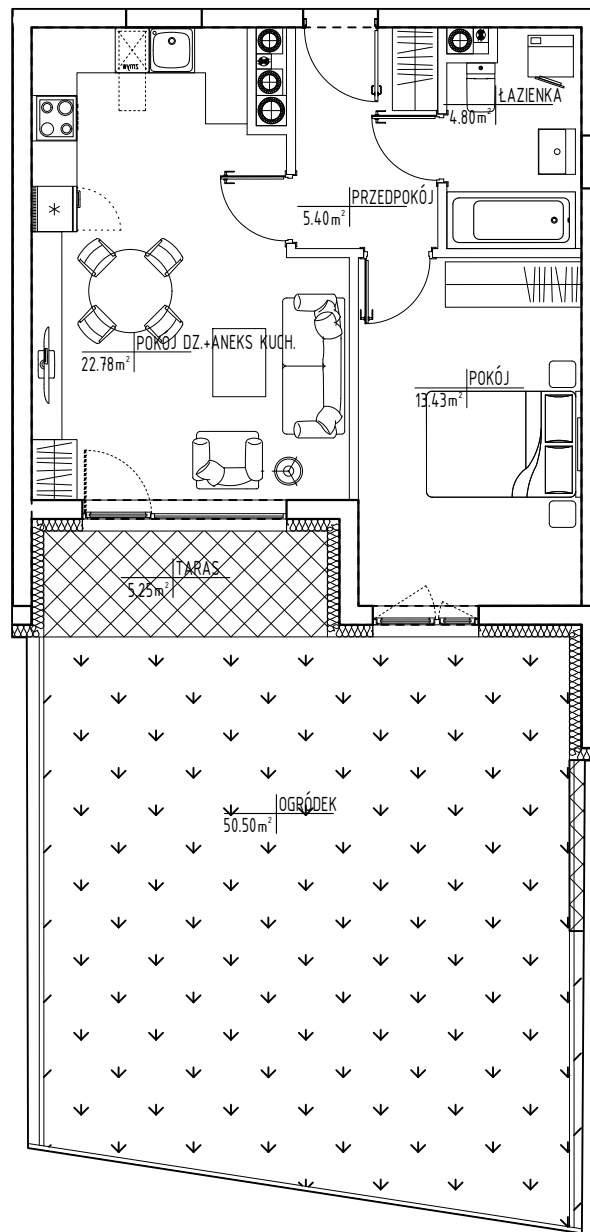 ZMYW
ŁAZIENKA
4.80m²
PRZEDPOKÓJ
5.40m²
POKÓJ DZ.+ANEKS KUCH.
22.78m²
POKÓJ
13.43m²
TARAS
5.25m²
OGRÓDEK
50.50m²